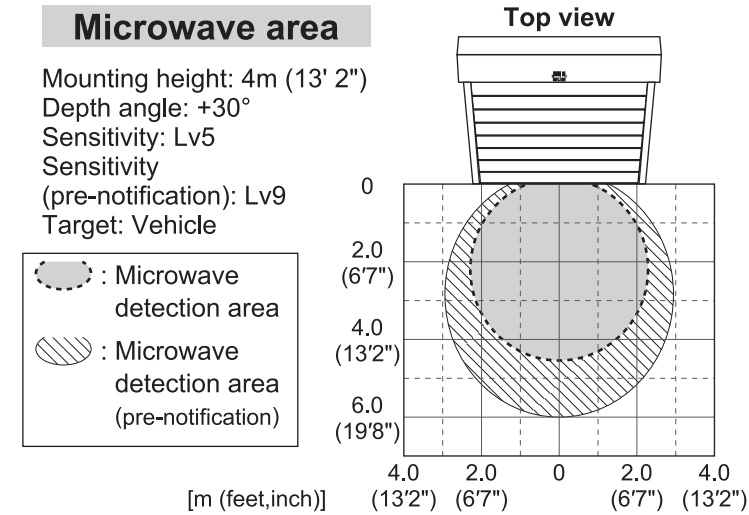 Microwave area
Mounting height: 4m (13' 2")
Depth angle: +30°
Sensitivity: Lv5
Sensitivity
(pre-notification): Lv9
Target: Vehicle
: Microwave
detection area
: Microwave
detection area
(pre-notification)
Top view
0
2.0
(6'7")
4.0
(13'2")
6.0
(19'8")
4.0 2.0 0 2.0 4.0
[m (feet,inch)] (13'2") (6'7") (6'7") (13'2")